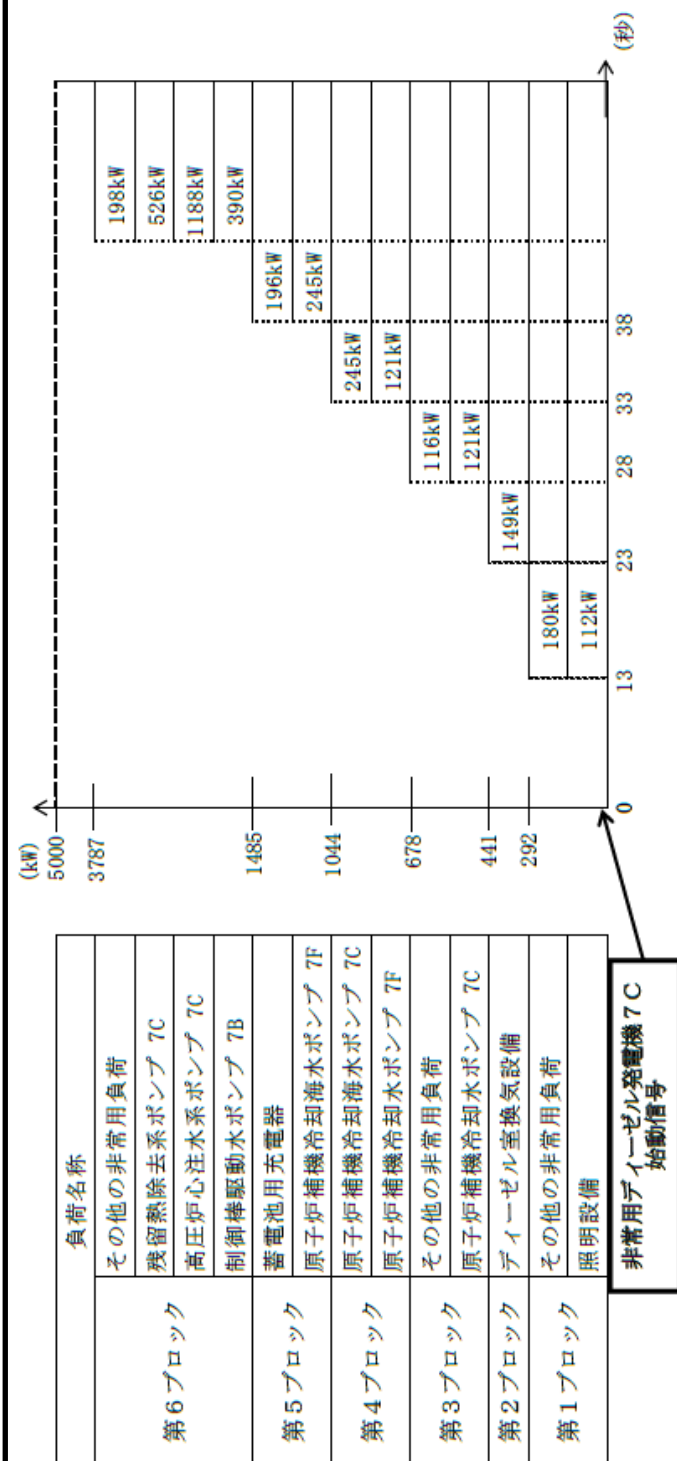 負荷名称
第6ブロック
その他の非常用負荷
残留熱除去系ポンプ 7C
高圧炉心注水系ポンプ 7C
制御棒駆動水ポンプ 7B
第5ブロック
蓄電池用充電器
原子炉補機冷却海水ポンプ 7F
第4ブロック
原子炉補機冷却海水ポンプ 7C
原子炉補機冷却水ポンプ 7F
第3ブロック
その他の非常用負荷
原子炉補機冷却水ポンプ 7C
第2ブロック
ディーゼル室換気設備
第1ブロック
その他の非常用負荷
照明設備
非常用ディーゼル発電機7C
始動信号
(kW)
5000
3787
1485
1044
678
441
292
198kW
526kW
1188kW
390kW
196kW
245kW
245kW
121kW
116kW
121kW
149kW
180kW
112kW
0
13
23
28
33
38
(秒)